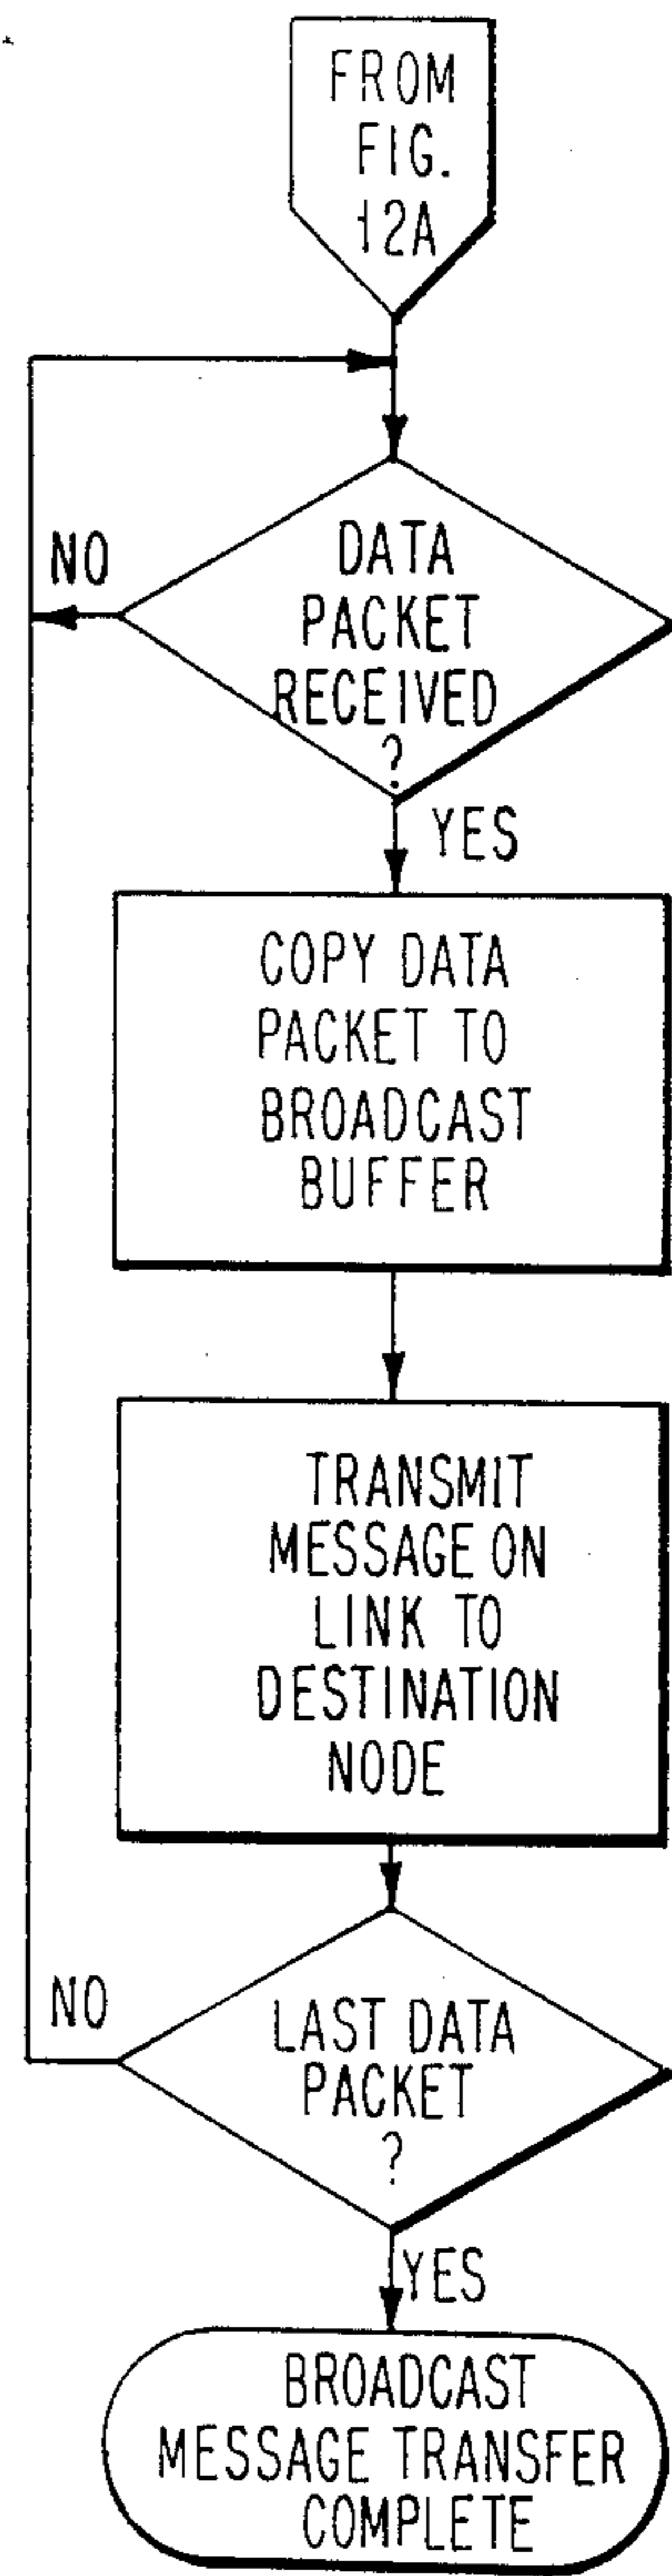 FROM
FIG.
12A
DATA
PACKET
RECEIVED
?
NO
YES
COPY DATA
PACKET TO
BROADCAST
BUFFER
TRANSMIT
MESSAGE ON
LINK TO
DESTINATION
NODE
LAST DATA
PACKET
?
NO
YES
BROADCAST
MESSAGE TRANSFER
COMPLETE